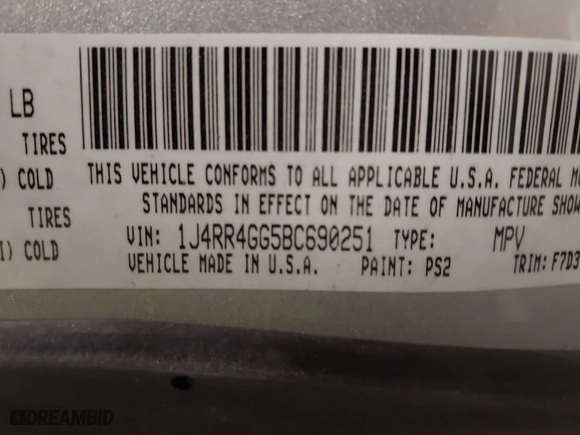 LB
TIRES
) COLD
THIS VEHICLE CONFORMS TO ALL APPLICABLE U.S.A. FEDERAL
STANDARDS IN EFFECT ON THE DATE OF MANUFACTURE SHOW
TIRES
VIN: 1J4RR4GG5BC690251 TYPE: MPV
I) COLD
VEHICLE MADE IN U.S.A. PAINT: PS2 TRIM: F7D3
DREAMBID